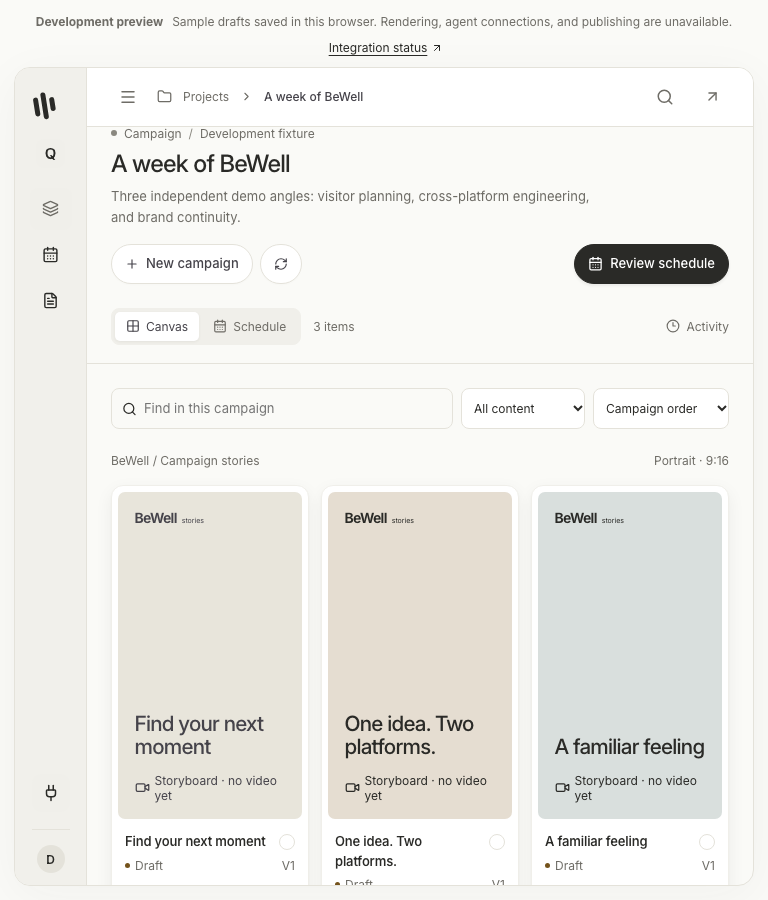 Development preview Sample drafts saved in this browser. Rendering, agent connections, and publishing are unavailable.
Integration status
Projects
A week of BeWell
Q
Campaign / Development fixture
A week of BeWell
Three independent demo angles: visitor planning, cross-platform engineering,
and brand continuity.
New campaign
Review schedule
Canvas
Schedule
3 items
Activity
Find in this campaign
All content
Campaign order
BeWell / Campaign stories
Portrait · 9:16
BeWell stories
Find your next
moment
Storyboard · no video
yet
Find your next moment
Draft
V1
BeWell stories
One idea. Two
platforms.
Storyboard · no video
yet
One idea. Two
platforms.
Draft
V1
BeWell stories
A familiar feeling
Storyboard · no video
yet
A familiar feeling
Draft
V1
D